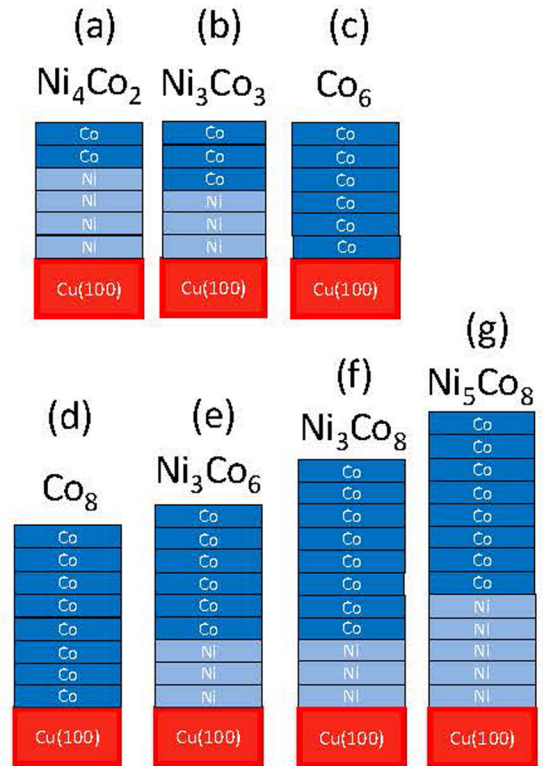 (a)
Ni₄Co₂
Co
Co
Ni
Ni
Ni
Ni
Cu(100)
(b)
Ni₃Co₃
Co
Co
Co
Ni
Ni
Ni
Cu(100)
(c)
Co₆
Co
Co
Co
Co
Co
Co
Cu(100)
(d)
Co₈
Co
Co
Co
Co
Co
Co
Co
Co
Cu(100)
(e)
Ni₃Co₆
Co
Co
Co
Co
Co
Co
Ni
Ni
Ni
Cu(100)
(f)
Ni₃Co₈
Co
Co
Co
Co
Co
Co
Co
Co
Ni
Ni
Ni
Cu(100)
(g)
Ni₅Co₈
Co
Co
Co
Co
Co
Co
Co
Co
Ni
Ni
Ni
Ni
Ni
Cu(100)